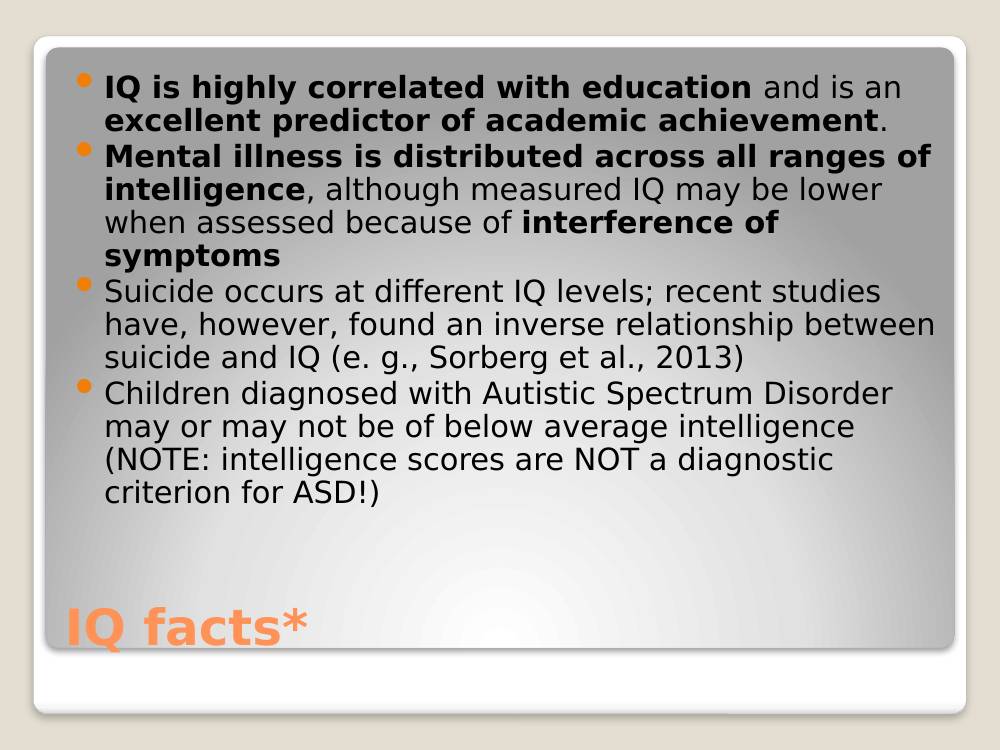 IQ is highly correlated with education and is an
excellent predictor of academic achievement.
Mental illness is distributed across all ranges of
intelligence, although measured IQ may be lower
when assessed because of interference of
symptoms
Suicide occurs at different IQ levels; recent studies
have, however, found an inverse relationship between
suicide and IQ (e. g., Sorberg et al., 2013)
Children diagnosed with Autistic Spectrum Disorder
may or may not be of below average intelligence
(NOTE: intelligence scores are NOT a diagnostic
criterion for ASD!)
IQ facts*